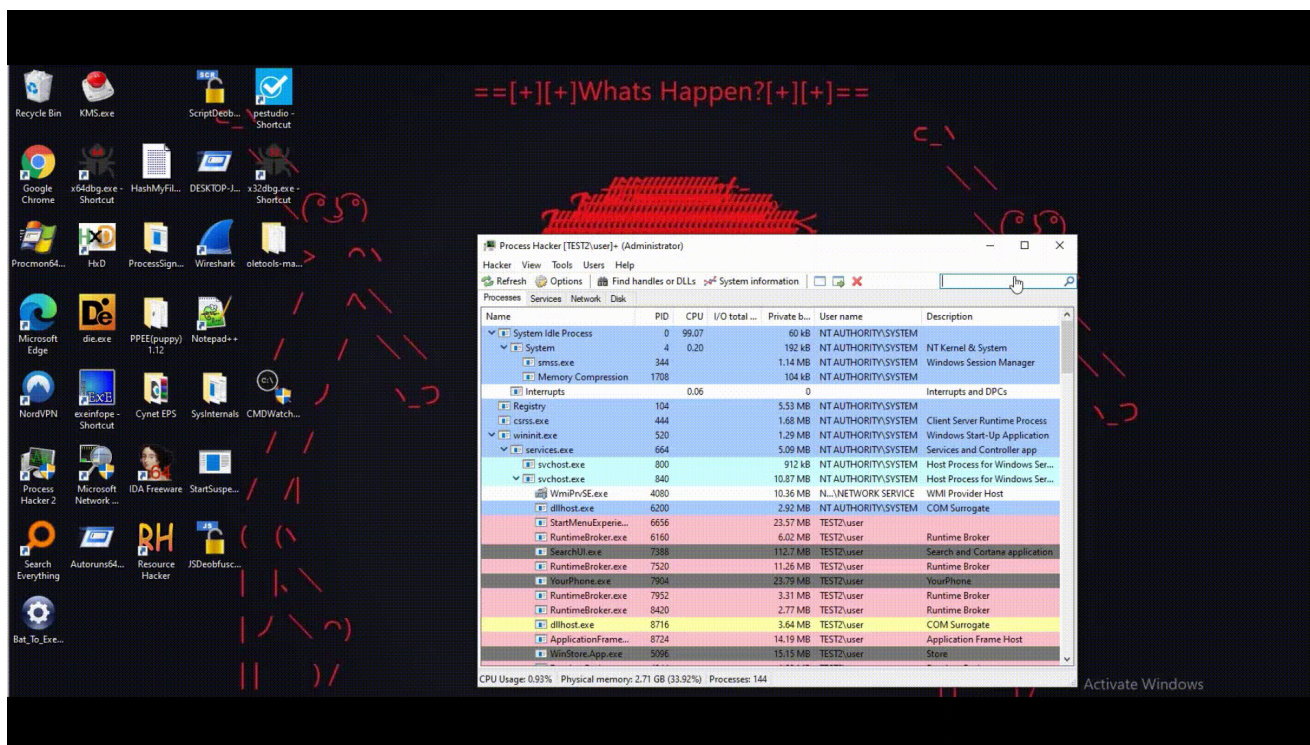 ==[+][+]Whats Happen?[+][+]==
Recycle Bin
KMS.exe
ScriptDeob...
pestudio - Shortcut
Google Chrome
x64dbg.exe - Shortcut
HashMyFil...
DESKTOP-J...
x32dbg.exe - Shortcut
Procmon64...
HxD
ProcessSign...
Wireshark
oletools-ma...
Microsoft Edge
die.exe
PPEE(puppy) 1.12
Notepad++
NordVPN
exeinfope - Shortcut
Cynet EPS
SysInternals
CMDWatch...
Process Hacker 2
Microsoft Network ...
IDA Freeware
StartSuspe...
Search Everything
Autoruns64...
Resource Hacker
JSDeobfusc...
Bat_To_Exe...
Process Hacker [TEST2\user]+ (Administrator)
Hacker View Tools Users Help
Refresh Options Find handles or DLLs System information
Processes Services Network Disk
Name PID CPU I/O total ... Private b... User name Description
System Idle Process 0 99.07 60 kB NT AUTHORITY\SYSTEM
System 4 0.20 192 kB NT AUTHORITY\SYSTEM NT Kernel & System
smss.exe 344 1.14 MB NT AUTHORITY\SYSTEM Windows Session Manager
Memory Compression 1708 104 kB NT AUTHORITY\SYSTEM
Interrupts 0.06 0 Interrupts and DPCs
Registry 104 5.53 MB NT AUTHORITY\SYSTEM
csrss.exe 444 1.68 MB NT AUTHORITY\SYSTEM Client Server Runtime Process
wininit.exe 520 1.29 MB NT AUTHORITY\SYSTEM Windows Start-Up Application
services.exe 664 5.09 MB NT AUTHORITY\SYSTEM Services and Controller app
svchost.exe 800 912 kB NT AUTHORITY\SYSTEM Host Process for Windows Ser...
svchost.exe 840 10.87 MB NT AUTHORITY\SYSTEM Host Process for Windows Ser...
WmiPrvSE.exe 4080 10.36 MB N...\NETWORK SERVICE WMI Provider Host
dllhost.exe 6200 2.92 MB NT AUTHORITY\SYSTEM COM Surrogate
StartMenuExperie... 6656 23.57 MB TEST2\user
RuntimeBroker.exe 6160 6.02 MB TEST2\user Runtime Broker
SearchUI.exe 7388 112.7 MB TEST2\user Search and Cortana application
RuntimeBroker.exe 7520 11.26 MB TEST2\user Runtime Broker
YourPhone.exe 7904 23.79 MB TEST2\user YourPhone
RuntimeBroker.exe 7952 3.31 MB TEST2\user Runtime Broker
RuntimeBroker.exe 8420 2.77 MB TEST2\user Runtime Broker
dllhost.exe 8716 3.64 MB TEST2\user COM Surrogate
ApplicationFrame... 8724 14.19 MB TEST2\user Application Frame Host
WinStore.App.exe 5096 15.15 MB TEST2\user Store
CPU Usage: 0.93% Physical memory: 2.71 GB (33.92%) Processes: 144
Activate Windows